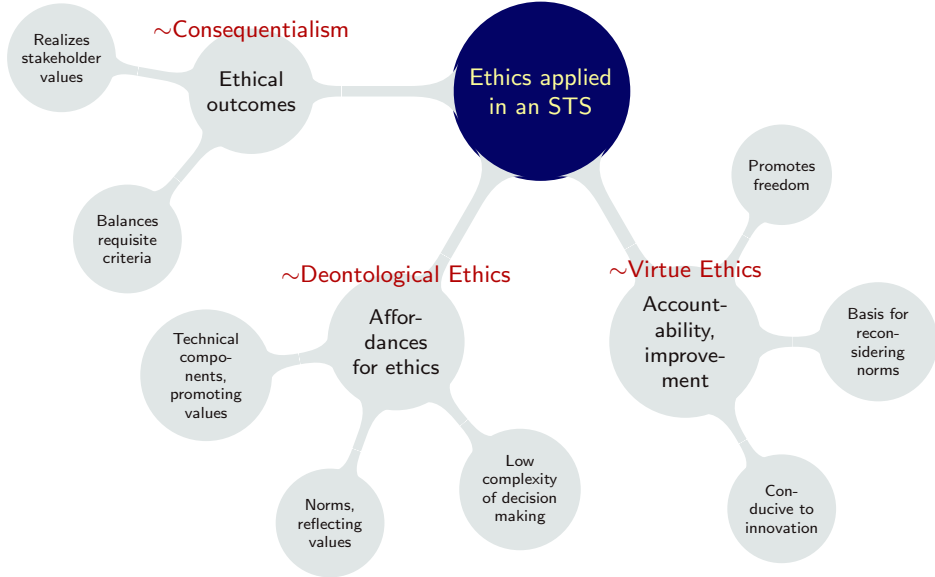 ~Consequentialism
Realizes
stakeholder
values
Ethical
outcomes
Balances
requisite
criteria
Ethics applied
in an STS
~Deontological Ethics
Affor-
dances
for ethics
Technical
compo-
nents,
promoting
values
Norms,
reflecting
values
Low
complexity
of decision
making
~Virtue Ethics
Account-
ability,
improve-
ment
Promotes
freedom
Basis for
recon-
sidering
norms
Con-
ducive to
innovation